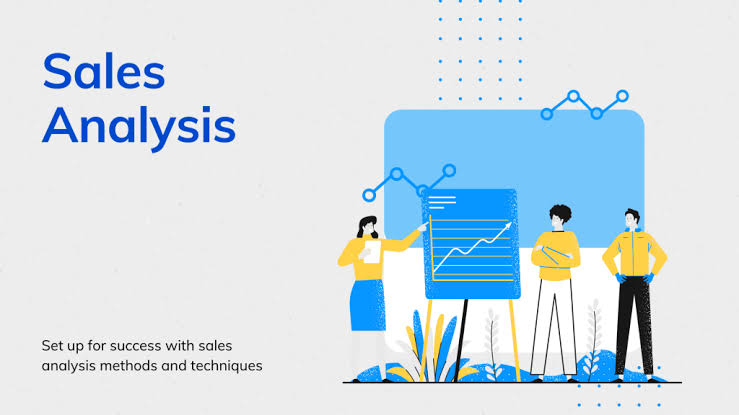 Sales
Analysis
Set up for success with sales
analysis methods and techniques